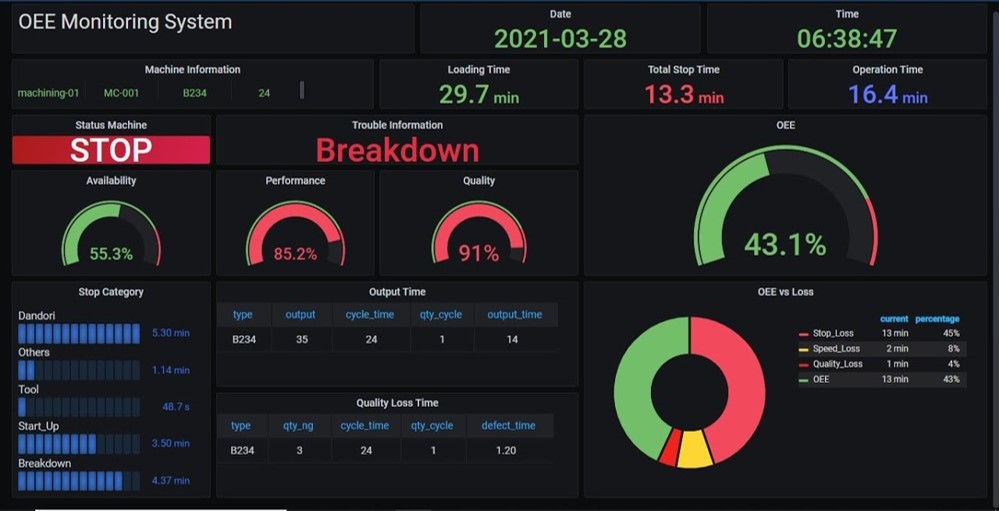 OEE Monitoring System
Date
2021-03-28
Time
06:38:47
Machine Information
machining-01 MC-001 B234 24
Loading Time
29.7 min
Total Stop Time
13.3 min
Operation Time
16.4 min
Status Machine
STOP
Trouble Information
Breakdown
OEE
43.1%
Availability
55.3%
Performance
85.2%
Quality
91%
Stop Category
Dandori
5.30 min
Others
1.14 min
Tool
48.7 s
Start_Up
3.50 min
Breakdown
4.37 min
Output Time
type output cycle_time qty_cycle output_time
B234 35 24 1 14
Quality Loss Time
type qty_ng cycle_time qty_cycle defect_time
B234 3 24 1 1.20
OEE vs Loss
current percentage
Stop_Loss 13 min 45%
Speed_Loss 2 min 8%
Quality_Loss 1 min 4%
OEE 13 min 43%